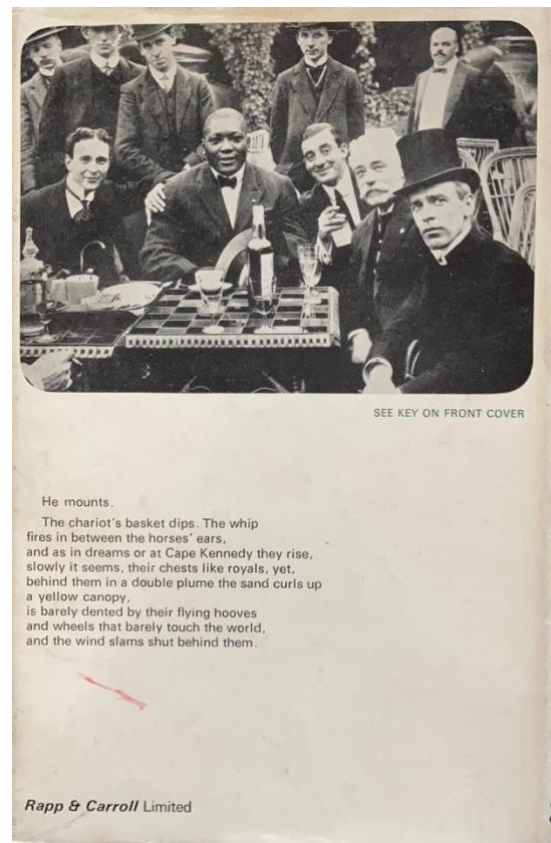 SEE KEY ON FRONT COVER
He mounts.
The chariot's basket dips. The whip
fires in between the horses' ears,
and as in dreams or at Cape Kennedy they rise,
slowly it seems, their chests like royals, yet,
behind them in a double plume the sand curls up
a yellow canopy,
is barely dented by their flying hooves
and wheels that barely touch the world,
and the wind slams shut behind them.
Rapp & Carroll Limited